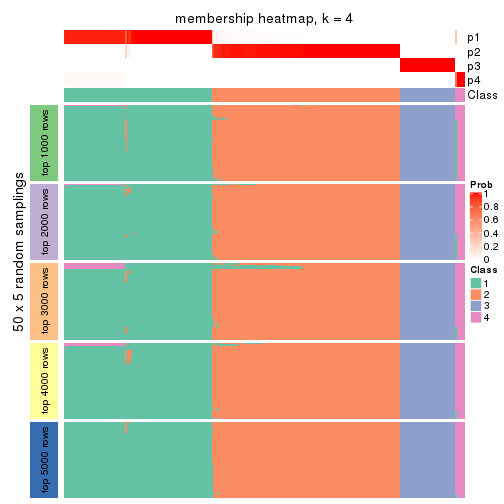 membership heatmap, k = 4
p1
p2
p3
p4
Class
50 x 5 random samplings
top 1000 rows
top 2000 rows
top 3000 rows
top 4000 rows
top 5000 rows
Prob
1
0.8
0.6
0.4
0.2
0
Class
1
2
3
4